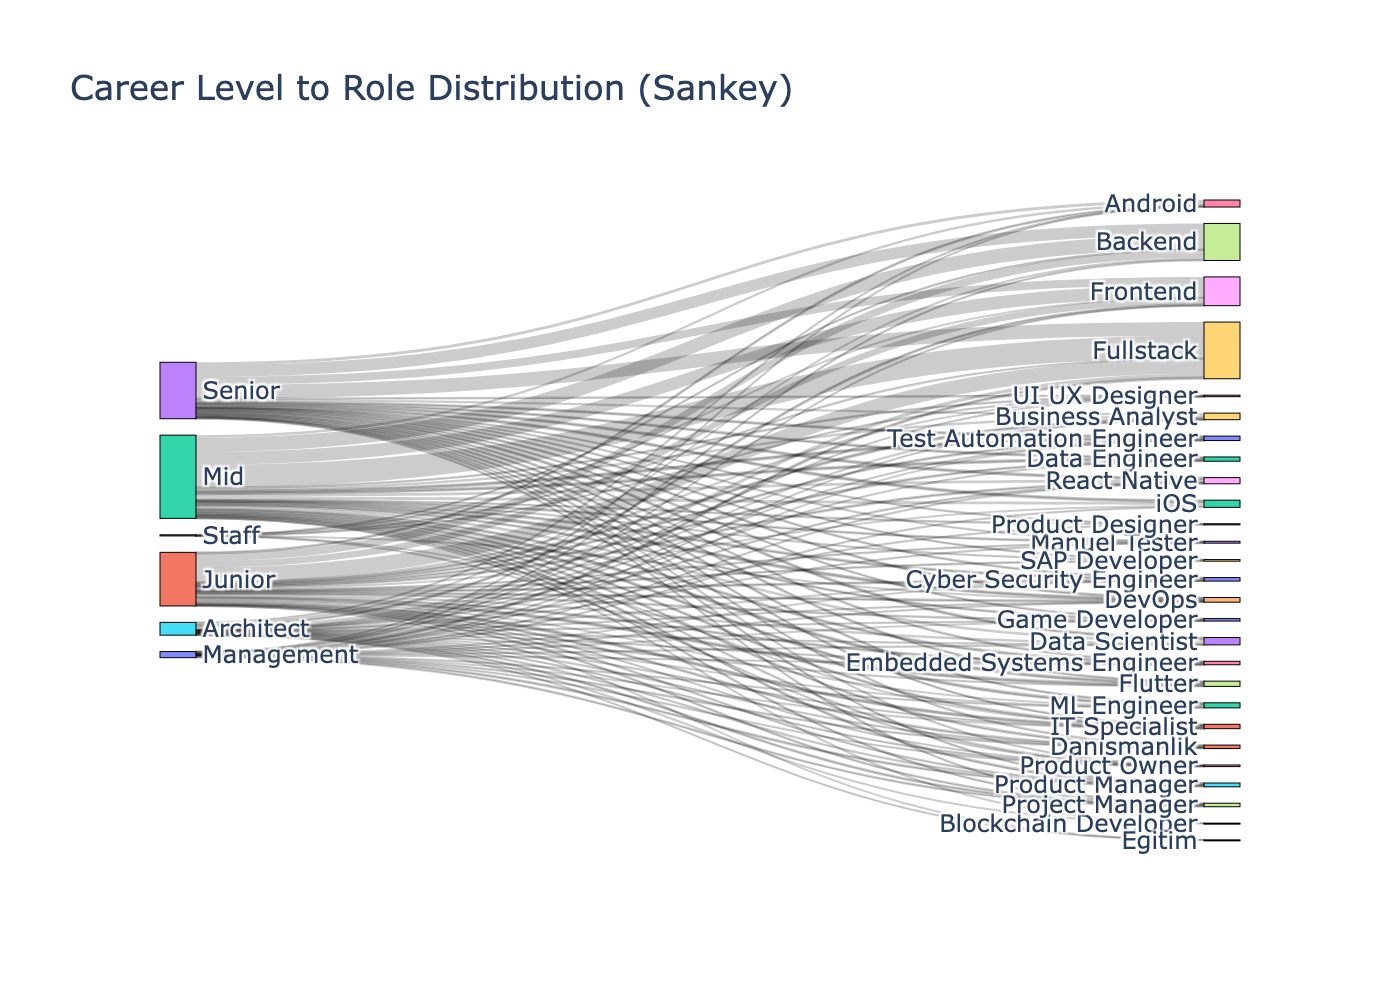 Career Level to Role Distribution (Sankey)
Senior
Mid
Staff
Junior
Architect
Management
Android
Backend
Frontend
Fullstack
UI UX Designer
Business Analyst
Test Automation Engineer
Data Engineer
React Native
iOS
Product Designer
Manuel Tester
SAP Developer
Cyber Security Engineer
DevOps
Game Developer
Data Scientist
Embedded Systems Engineer
Flutter
ML Engineer
IT Specialist
Danismanlik
Product Owner
Product Manager
Project Manager
Blockchain Developer
Egitim